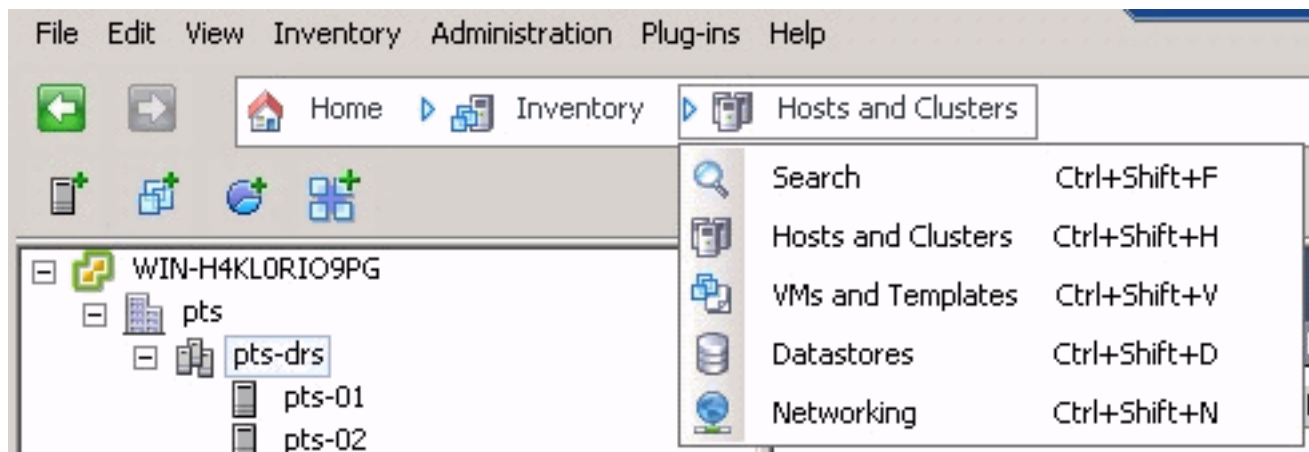 File Edit View Inventory Administration Plug-ins Help
Home Inventory Hosts and Clusters
Search Ctrl+Shift+F
Hosts and Clusters Ctrl+Shift+H
VMs and Templates Ctrl+Shift+V
Datastores Ctrl+Shift+D
Networking Ctrl+Shift+N
WIN-H4KL0RIO9PG
pts
pts-drs
pts-01
pts-02